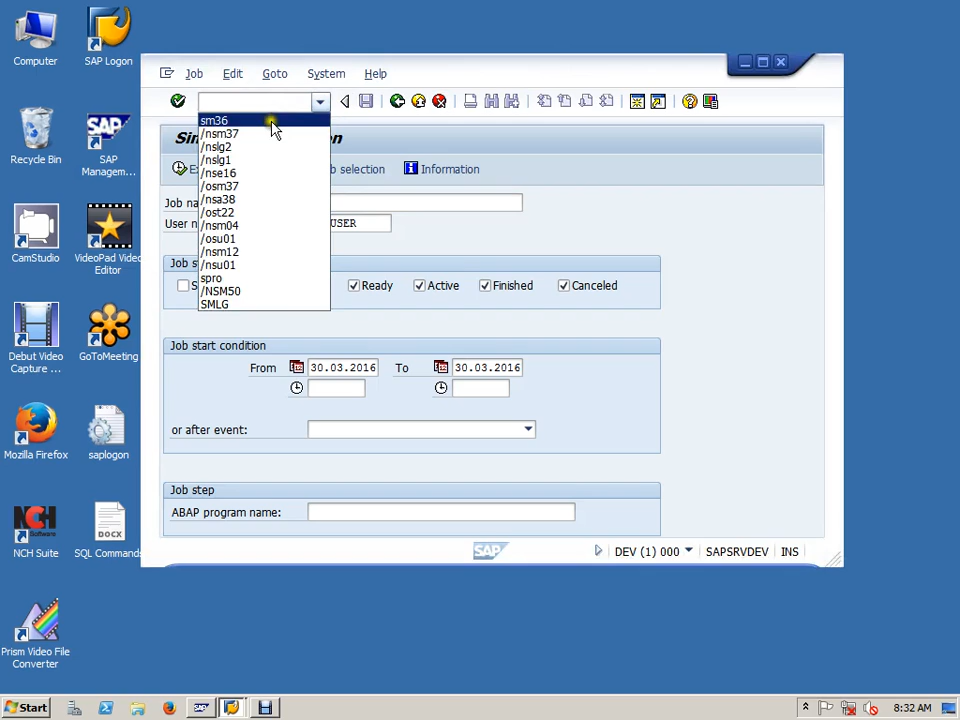 Computer
SAP Logon
Recycle Bin
SAP
Managem...
CamStudio
VideoPad Video
Editor
Debut Video
Capture ...
GoToMeeting
Mozilla Firefox
saplogon
NCH Suite
DOCX
SQL Commands
Prism Video File
Converter
Job
Edit
Goto
System
Help
sm36
/nsm37
/nslg2
/nslg1
/nse16
/osm37
/nsa38
/ost22
/nsm04
/osu01
/nsm12
/nsu01
spro
/NSM50
SMLG
Information
USER
Ready
Active
Finished
Canceled
Job start condition
From
30.03.2016
To
30.03.2016
or after event:
Job step
ABAP program name:
SAP
DEV (1) 000
SAPSRVDEV
INS
Start
8:32 AM